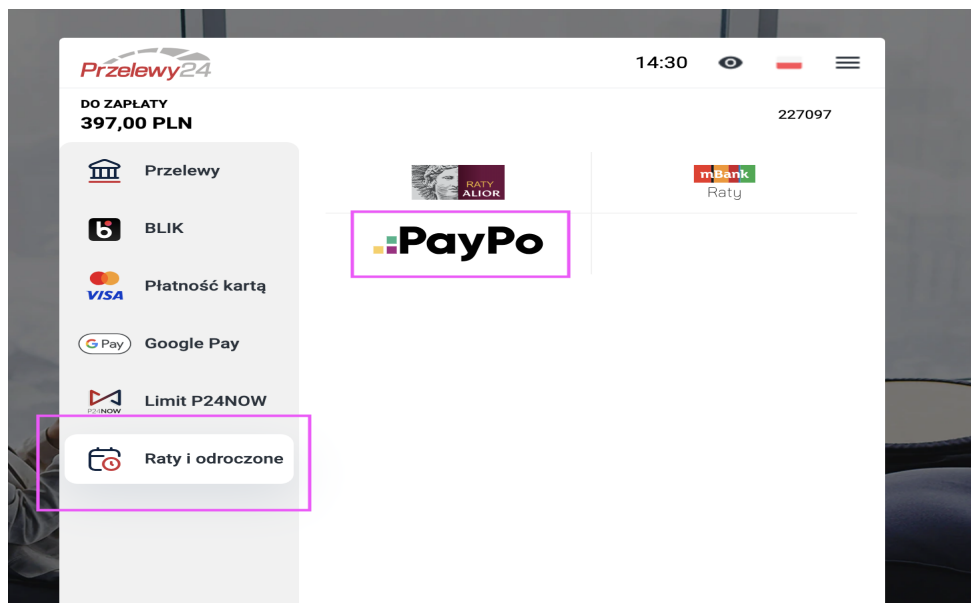 Przelewy24
14:30
DO ZAPŁATY
397,00 PLN
227097
Przelewy
BLIK
VISA
Płatność kartą
G Pay
Google Pay
P24NOW
Limit P24NOW
Raty i odroczone
RATY
ALIOR
mBank
Raty
PayPo